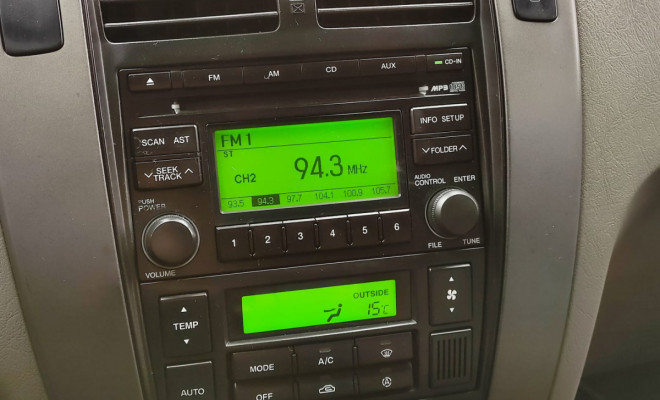 FM AM CD AUX CD-IN
MP3
SCAN AST
SEEK
TRACK
PUSH
POWER
VOLUME
FM 1
ST
CH2 94.3 MHz
93.5 94.3 97.7 104.1 100.9 105.7
1 2 3 4 5 6
INFO SETUP
FOLDER
AUDIO
CONTROL
ENTER
FILE TUNE
TEMP
OUTSIDE
15°C
MODE A/C
AUTO OFF